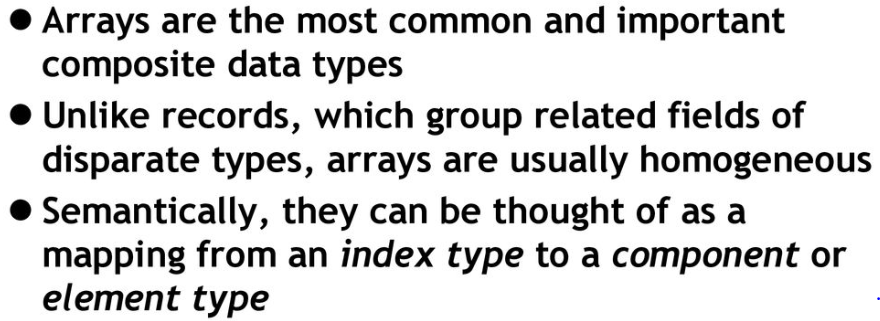 ● Arrays are the most common and important
composite data types
● Unlike records, which group related fields of
disparate types, arrays are usually homogeneous
● Semantically, they can be thought of as a
mapping from an index type to a component or
element type